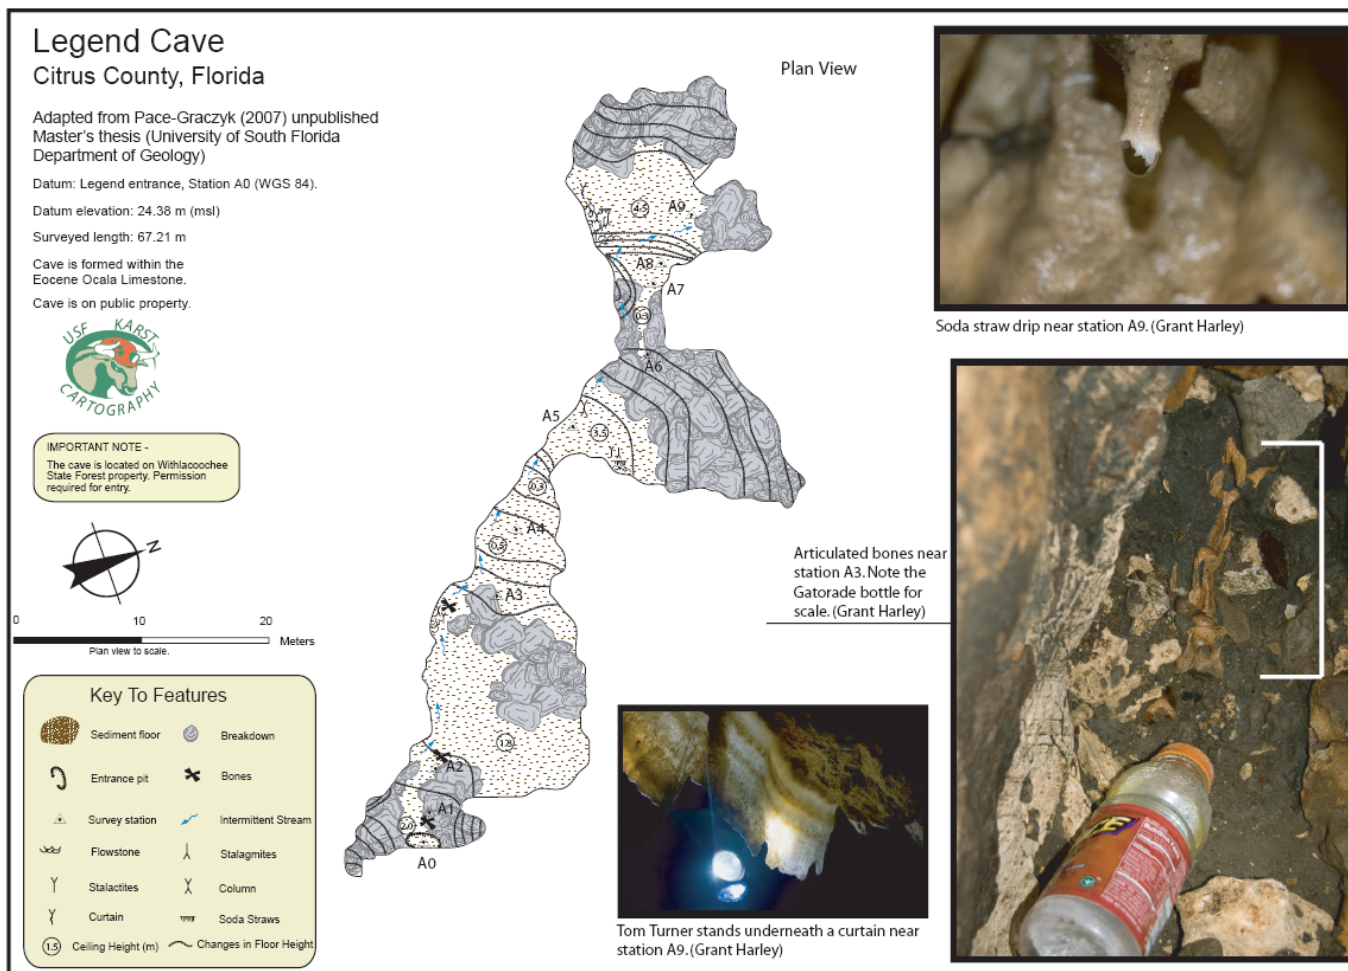 Legend Cave
Citrus County, Florida
Adapted from Pace-Graczyk (2007) unpublished
Master's thesis (University of South Florida
Department of Geology)
Datum: Legend entrance, Station A0 (WGS 84).
Datum elevation: 24.38 m (msl)
Surveyed length: 67.21 m
Cave is formed within the
Eocene Ocala Limestone.
Cave is on public property.
USF KARST
CARTOGRAPHY
IMPORTANT NOTE -
The cave is located on Withlacoochee
State Forest property. Permission
required for entry.
N
0 10 20
Meters
Plan view to scale.
Key To Features
Sediment floor
Breakdown
Entrance pit
Bones
Survey station
Intermittent Stream
Flowstone
Stalagmites
Stalactites
Column
Curtain
Soda Straws
1.5
Ceiling Height (m)
Changes in Floor Height
Plan View
4.5
A9
A8
A7
0.3
A6
A5
3.5
0.3
A4
0.5
A3
1.8
A2
A1
2.0
A0
Soda straw drip near station A9. (Grant Harley)
Articulated bones near
station A3. Note the
Gatorade bottle for
scale. (Grant Harley)
Tom Turner stands underneath a curtain near
station A9. (Grant Harley)